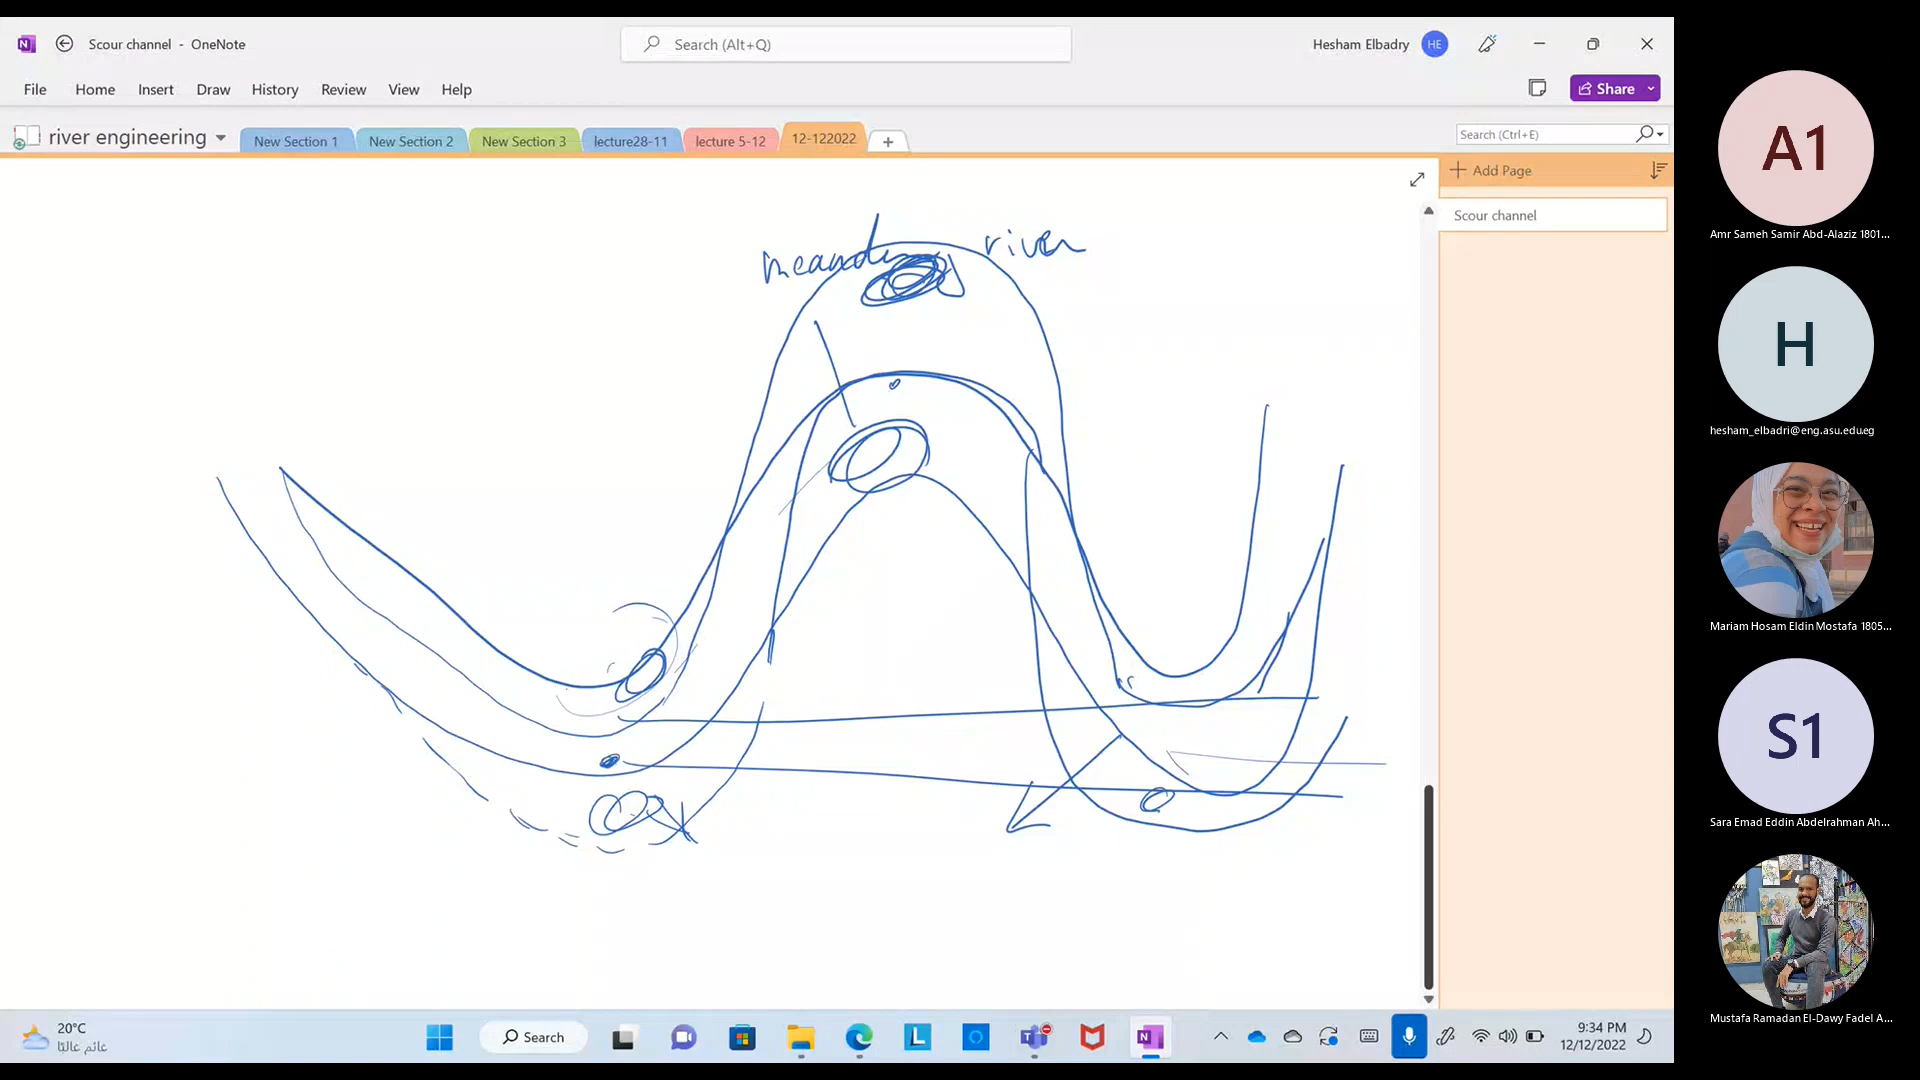 Scour channel - OneNote
Search (Alt+Q)
Hesham Elbadry
HE
File Home Insert Draw History Review View Help
Share
river engineering
New Section 1
New Section 2
New Section 3
lecture28-11
lecture 5-12
12-122022
Search (Ctrl+E)
Add Page
Scour channel
river
A1
Amr Sameh Samir Abd-Alaziz 1801...
H
hesham_elbadri@eng.asu.edu.eg
Mariam Hosam Eldin Mostafa 1805...
S1
Sara Emad Eddin Abdelrahman Ah...
Mustafa Ramadan El-Dawy Fadel A...
20°C
غائم غالبًا
Search
9:34 PM
12/12/2022